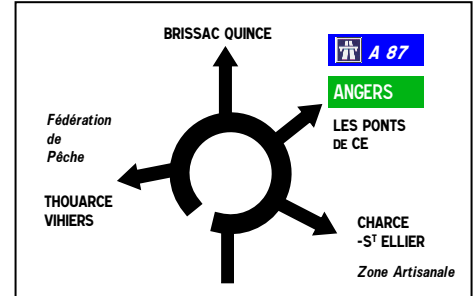 BRISSAC QUINCE
A 87
ANGERS
LES PONTS
DE CE
Fédération
de
Pêche
THOUARCE
VIHIERS
CHARCE
-Sᵀ ELLIER
Zone Artisanale